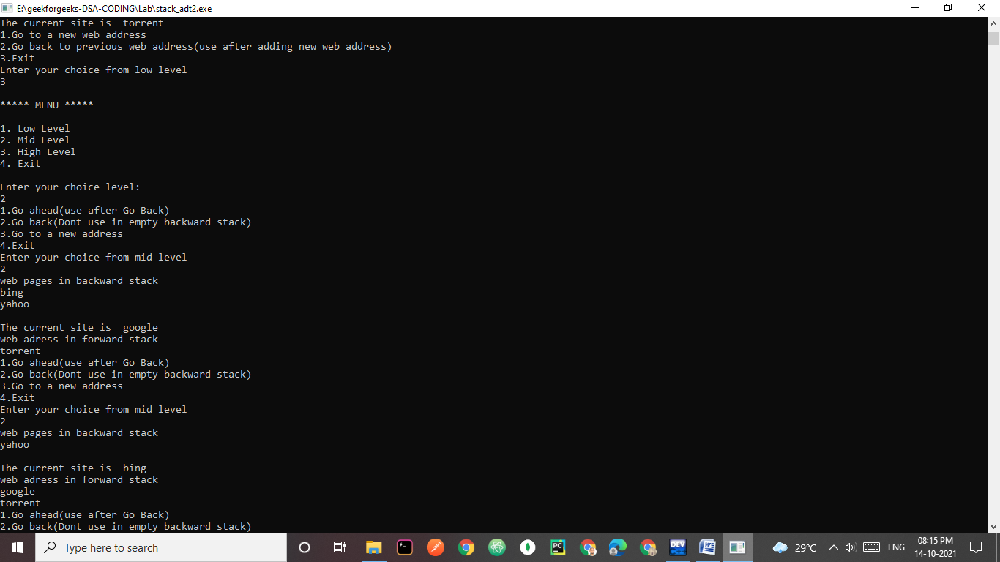 E:\geekforgeeks-DSA-CODING\Lab\stack_adt2.exe
The current site is  torrent
1.Go to a new web address
2.Go back to previous web address(use after adding new web address)
3.Exit
Enter your choice from low level
3
***** MENU *****
1. Low Level
2. Mid Level
3. High Level
4. Exit
Enter your choice level:
2
1.Go ahead(use after Go Back)
2.Go back(Dont use in empty backward stack)
3.Go to a new address
4.Exit
Enter your choice from mid level
2
web pages in backward stack
bing
yahoo
The current site is  google
web adress in forward stack
torrent
1.Go ahead(use after Go Back)
2.Go back(Dont use in empty backward stack)
3.Go to a new address
4.Exit
Enter your choice from mid level
2
web pages in backward stack
yahoo
The current site is  bing
web adress in forward stack
google
torrent
1.Go ahead(use after Go Back)
2.Go back(Dont use in empty backward stack)
Type here to search
PC
DEV
W
29°C
ENG
08:15 PM
14-10-2021